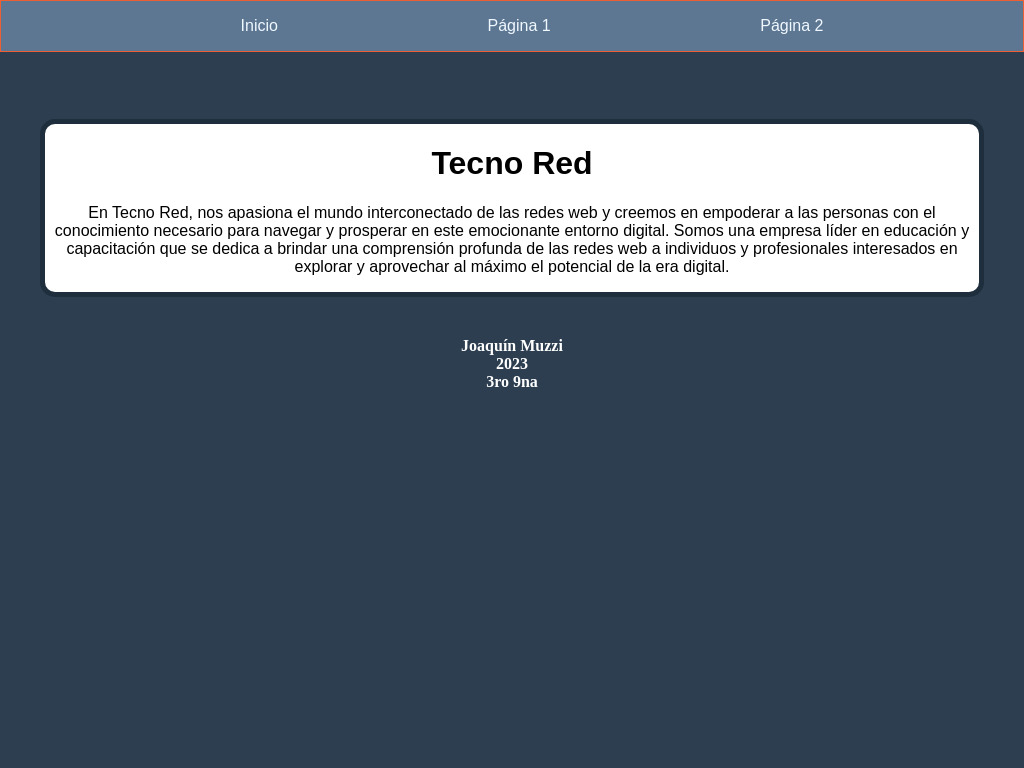 Inicio
Página 1
Página 2
Tecno Red
En Tecno Red, nos apasiona el mundo interconectado de las redes web y creemos en empoderar a las personas con el
conocimiento necesario para navegar y prosperar en este emocionante entorno digital. Somos una empresa líder en educación y
capacitación que se dedica a brindar una comprensión profunda de las redes web a individuos y profesionales interesados en
explorar y aprovechar al máximo el potencial de la era digital.
Joaquín Muzzi
2023
3ro 9na